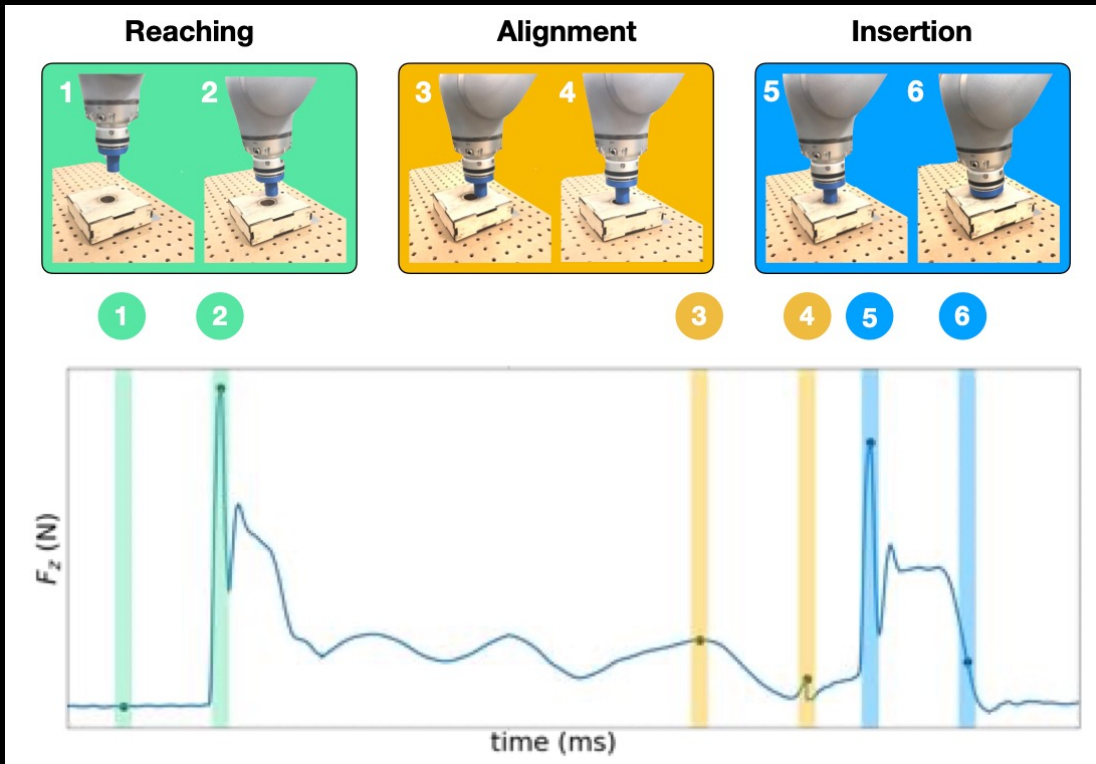 Reaching Alignment Insertion
1 2 3 4 5 6
1 2 3 4 5 6
F_z (N)
time (ms)